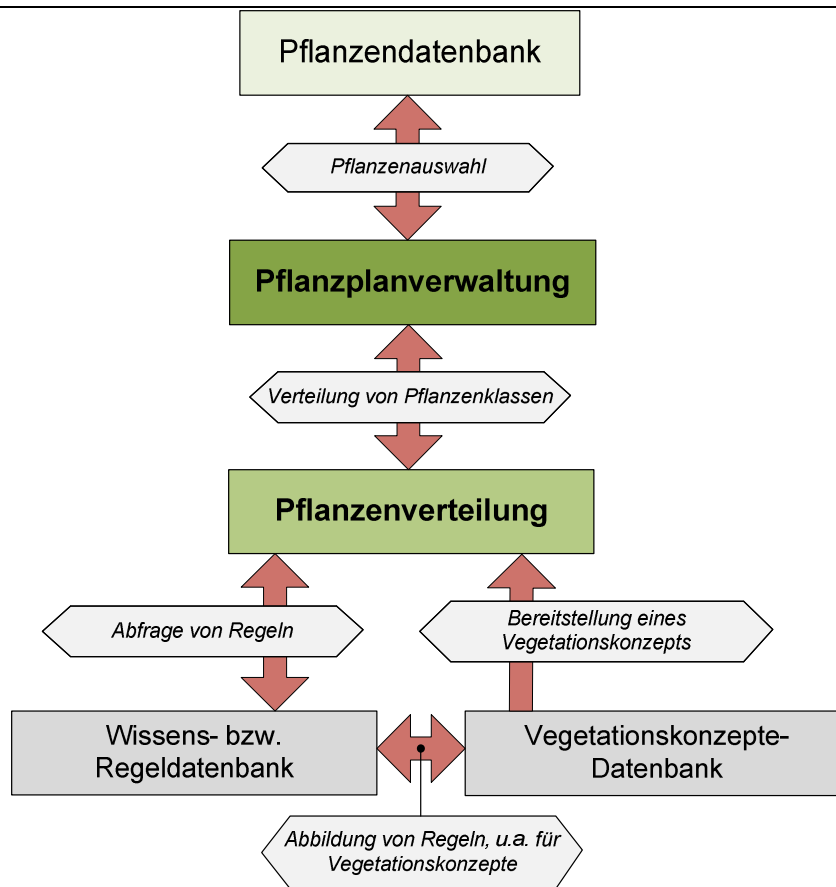 Pflanzendatenbank
Pflanzenauswahl
Pflanzplanverwaltung
Verteilung von Pflanzenklassen
Pflanzenverteilung
Abfrage von Regeln
Bereitstellung eines
Vegetationskonzepts
Wissens- bzw.
Regeldatenbank
Vegetationskonzepte-
Datenbank
Abbildung von Regeln, u.a. für
Vegetationskonzepte